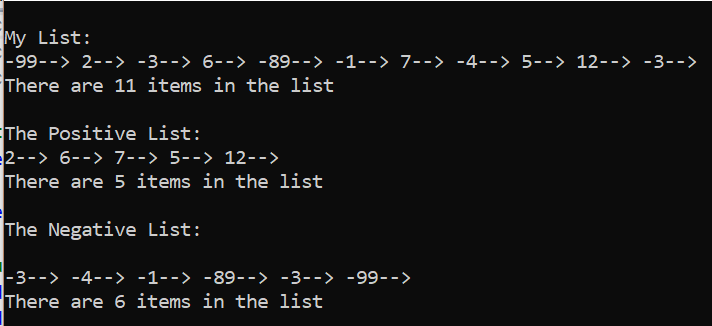 My List:
-99--> 2--> -3--> 6--> -89--> -1--> 7--> -4--> 5--> 12--> -3-->
There are 11 items in the list
The Positive List:
2--> 6--> 7--> 5--> 12-->
There are 5 items in the list
The Negative List:
-3--> -4--> -1--> -89--> -3--> -99-->
There are 6 items in the list